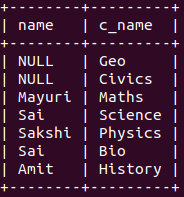 +--------+---------+
| name   | c_name  |
+--------+---------+
| NULL   | Geo     |
| NULL   | Civics  |
| Mayuri | Maths   |
| Sai    | Science |
| Sakshi | Physics |
| Sai    | Bio     |
| Amit   | History |
+--------+---------+